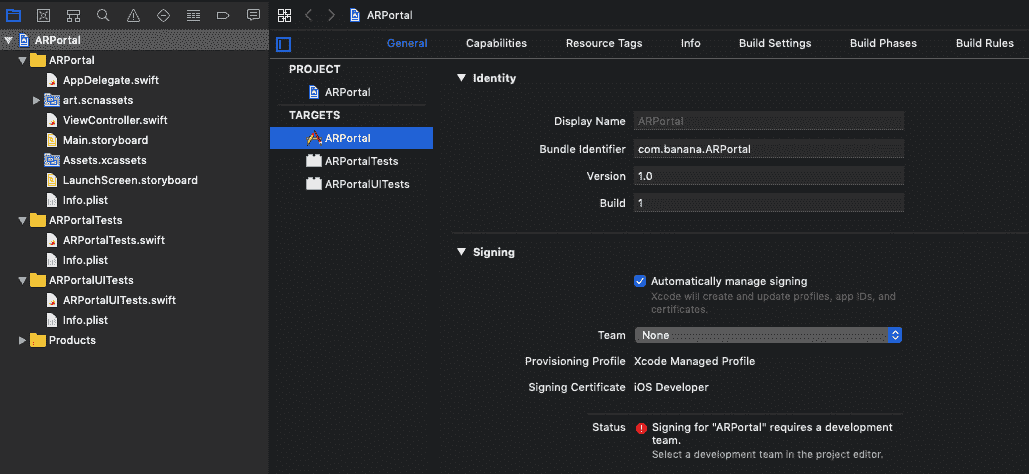 ARPortal
General Capabilities Resource Tags Info Build Settings Build Phases Build Rules
ARPortal
ARPortal
AppDelegate.swift
art.scnassets
ViewController.swift
Main.storyboard
Assets.xcassets
LaunchScreen.storyboard
Info.plist
ARPortalTests
ARPortalTests.swift
Info.plist
ARPortalUITests
ARPortalUITests.swift
Info.plist
Products
PROJECT
ARPortal
TARGETS
ARPortal
ARPortalTests
ARPortalUITests
Identity
Display Name ARPortal
Bundle Identifier com.banana.ARPortal
Version 1.0
Build 1
Signing
Automatically manage signing
Xcode will create and update profiles, app IDs, and
certificates.
Team None
Provisioning Profile Xcode Managed Profile
Signing Certificate iOS Developer
Status Signing for "ARPortal" requires a development
team.
Select a development team in the project editor.